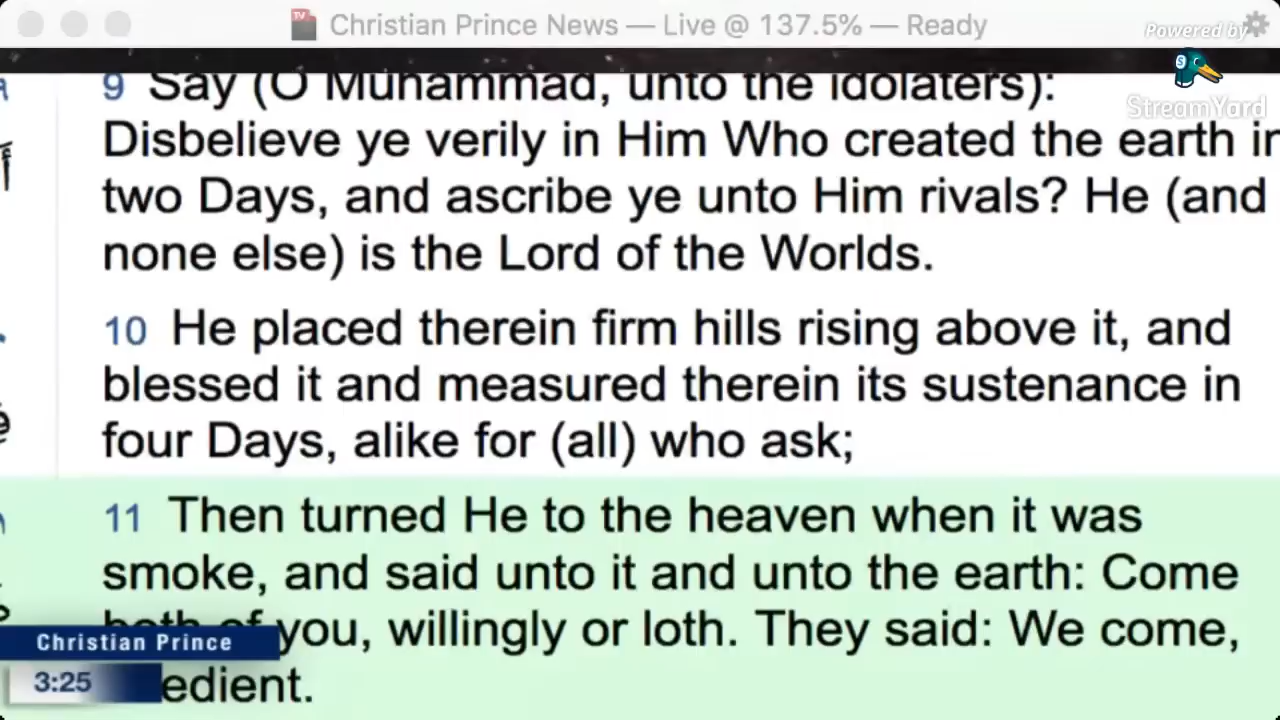 Christian Prince News — Live @ 137.5% — Ready
Powered by
StreamYard
9 Say (O Muhammad, unto the idolaters):
Disbelieve ye verily in Him Who created the earth in
two Days, and ascribe ye unto Him rivals? He (and
none else) is the Lord of the Worlds.
10 He placed therein firm hills rising above it, and
blessed it and measured therein its sustenance in
four Days, alike for (all) who ask;
11 Then turned He to the heaven when it was
smoke, and said unto it and unto the earth: Come
both of you, willingly or loth. They said: We come,
edient.
Christian Prince
3:25